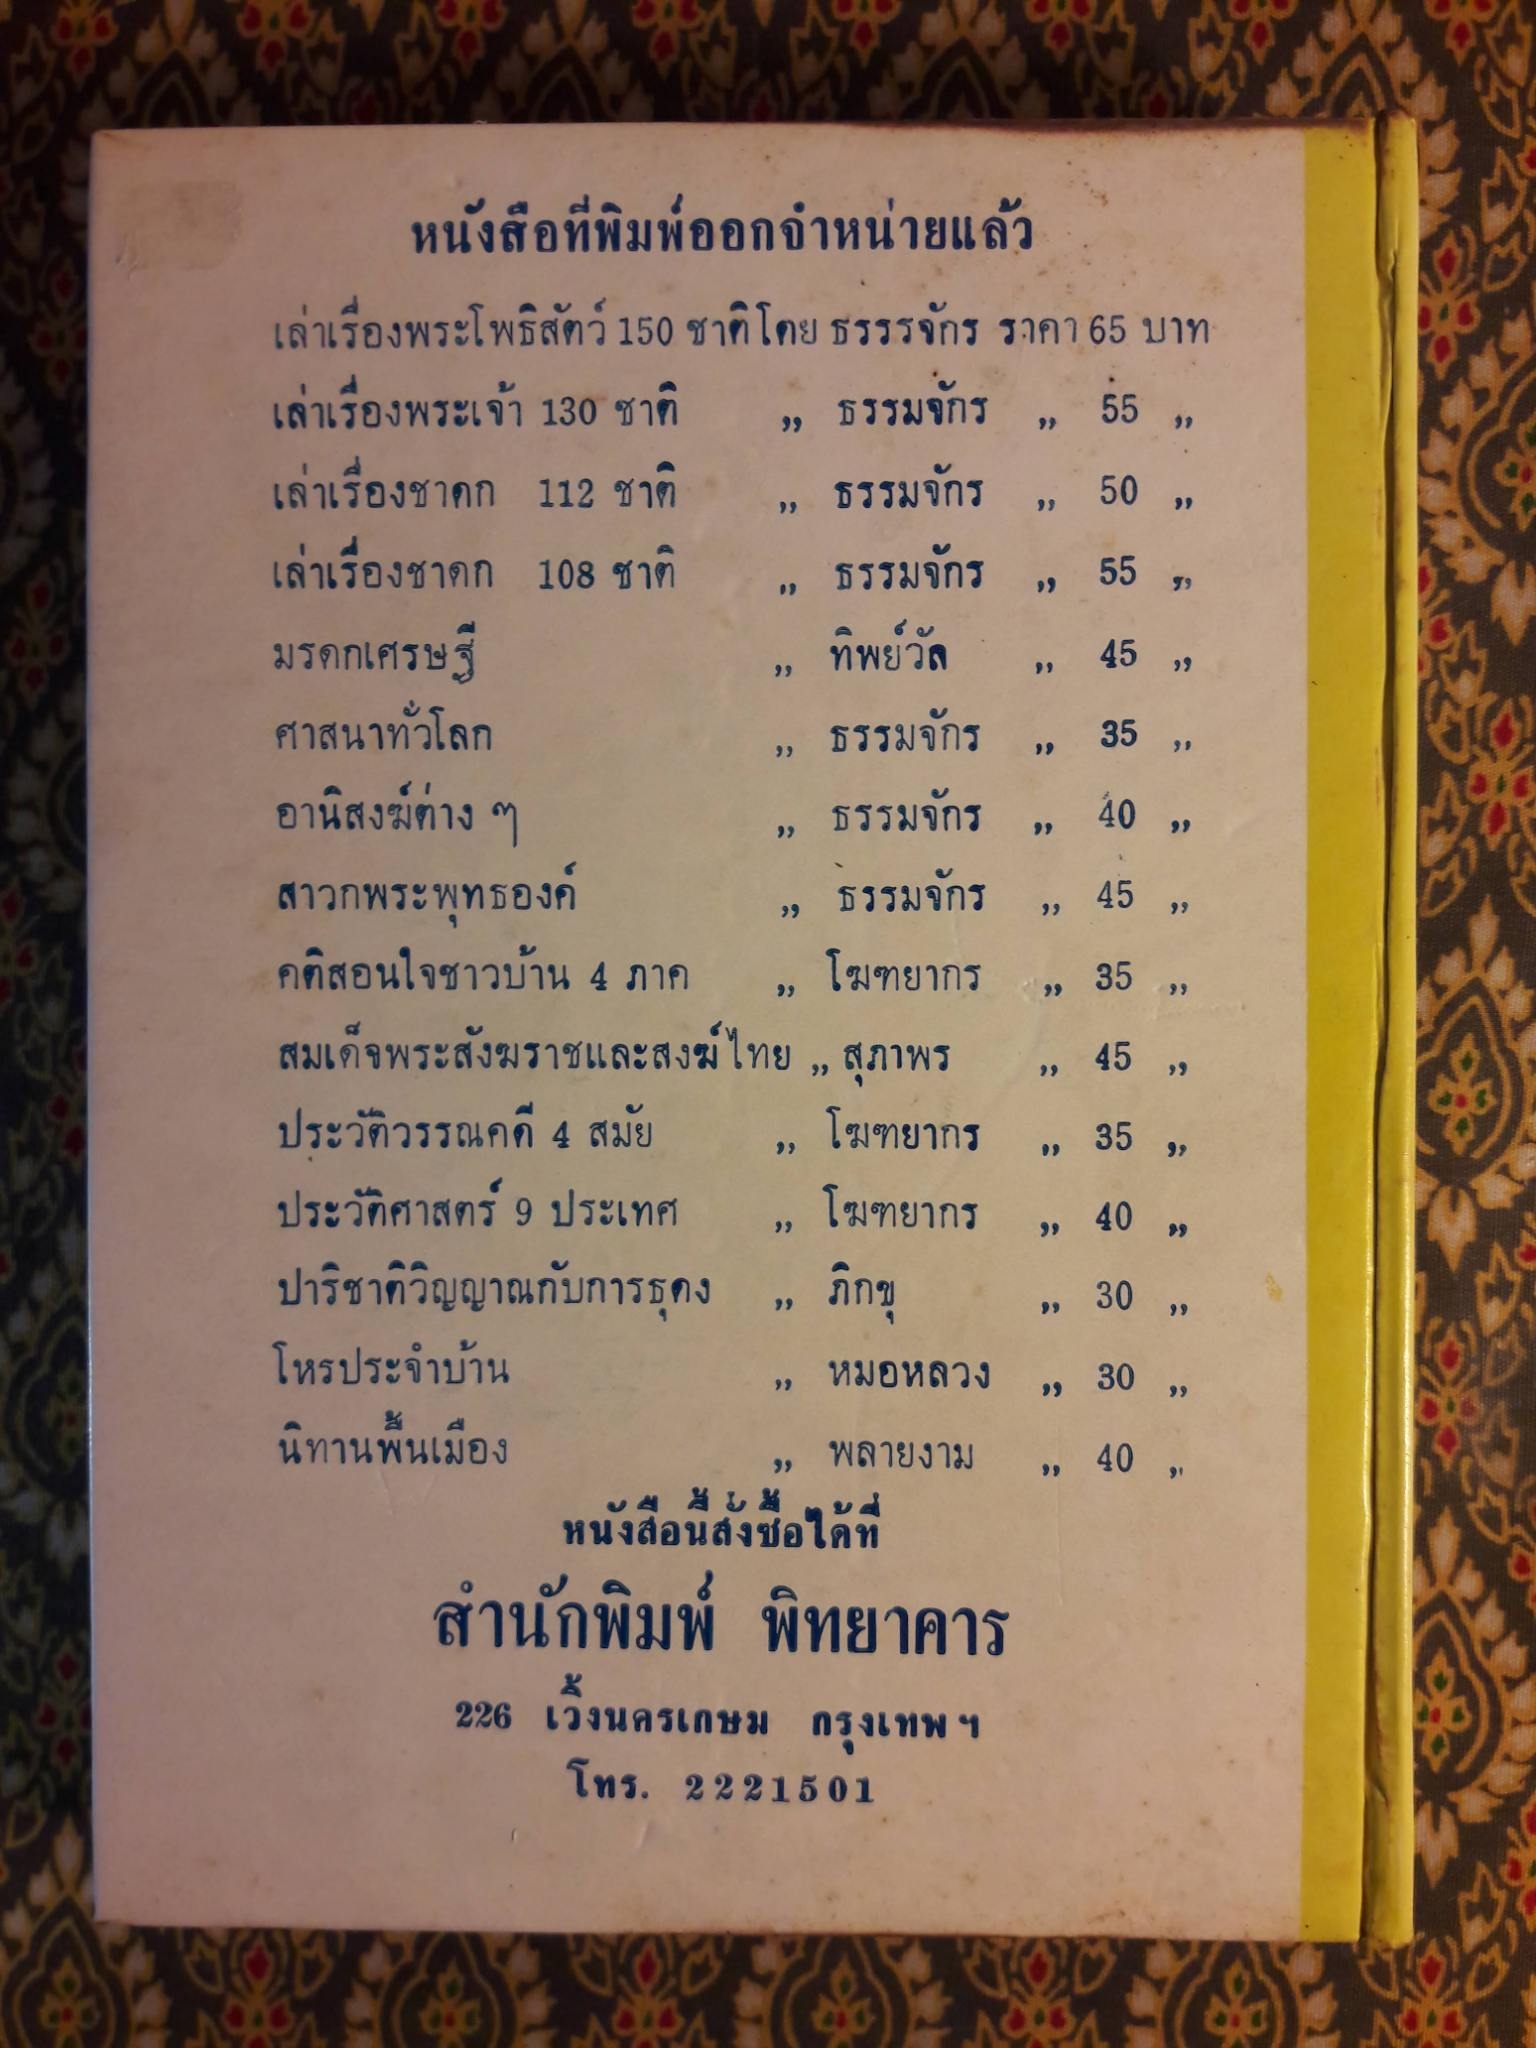 หนังสือที่พิมพ์ออกจำหน่ายแล้ว
เล่าเรื่องพระโพธิสัตว์ 150 ชาติ โดย ธรรรจักร ราคา 65 บาท
เล่าเรื่องพระเจ้า 130 ชาติ ,, ธรรมจักร ,, 55 ,,
เล่าเรื่องชาดก 112 ชาติ ,, ธรรมจักร ,, 50 ,,
เล่าเรื่องชาดก 108 ชาติ ,, ธรรมจักร ,, 55 ,,
มรดกเศรษฐี ,, ทิพย์วัล ,, 45 ,,
ศาสนาทั่วโลก ,, ธรรมจักร ,, 35 ,,
อานิสงฆ์ต่าง ๆ ,, ธรรมจักร ,, 40 ,,
สาวกพระพุทธองค์ ,, ธรรมจักร ,, 45 ,,
คติสอนใจชาวบ้าน 4 ภาค ,, โฆฑยากร ,, 35 ,,
สมเด็จพระสังฆราชและสงฆ์ไทย ,, สุภาพร ,, 45 ,,
ประวัติวรรณคดี 4 สมัย ,, โฆฑยากร ,, 35 ,,
ประวัติศาสตร์ 9 ประเทศ ,, โฆฑยากร ,, 40 ,,
ปาริชาติวิญญาณกับการธุดง ,, ภิกขุ ,, 30 ,,
โหรประจำบ้าน ,, หมอหลวง ,, 30 ,,
นิทานพื้นเมือง ,, พลายงาม ,, 40 ,,
หนังสือนี้สั่งซื้อได้ที่
สำนักพิมพ์ พิทยาคาร
226 เวิ้งนครเกษม กรุงเทพฯ
โทร. 2221501